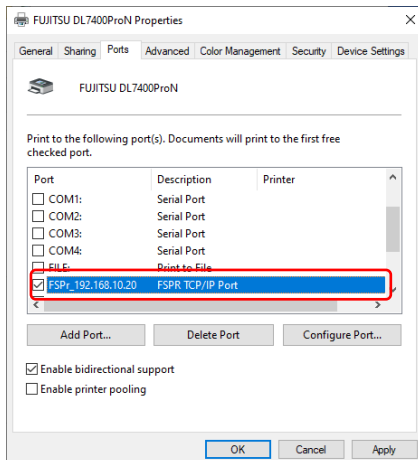 FUJITSU DL7400ProN Properties
General Sharing Ports Advanced Color Management Security Device Settings
FUJITSU DL7400ProN
Print to the following port(s). Documents will print to the first free
checked port.
Port Description Printer
COM1: Serial Port
COM2: Serial Port
COM3: Serial Port
COM4: Serial Port
FILE: Print to File
FSPr_192.168.10.20 FSPR TCP/IP Port
Add Port... Delete Port Configure Port...
Enable bidirectional support
Enable printer pooling
OK Cancel Apply